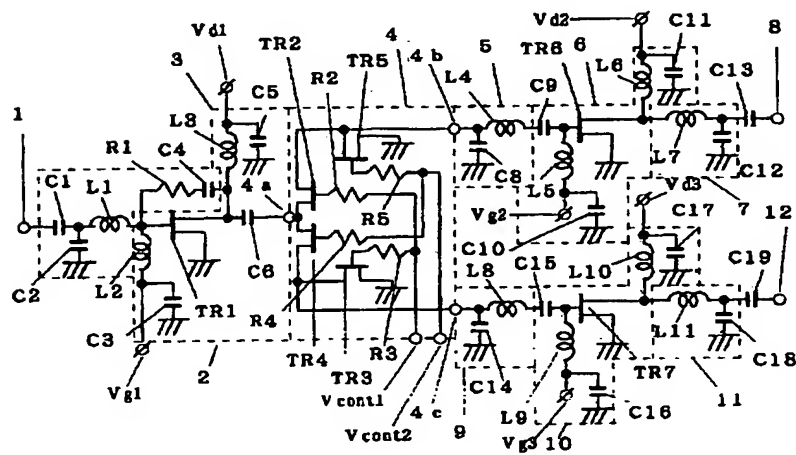 Vd2 C11
Vd1 TR2 4 4b 5 TR6 6 8
3 TR5 L6 C13
C5 R2 L4 C9
1 L3
R1 C4 L7
C1 L1 4a C8 L5 C12
R5 Vd3 7
Vg2 C17 12
C10
L2 C6 L8 C15 L10 C19
C2
R4
C3 TR1 R3 L11
TR4 TR3 C14 TR7 C18
Vg1 2 Vcont1 4c 9 L9 C16 11
Vcont2 Vg3 10